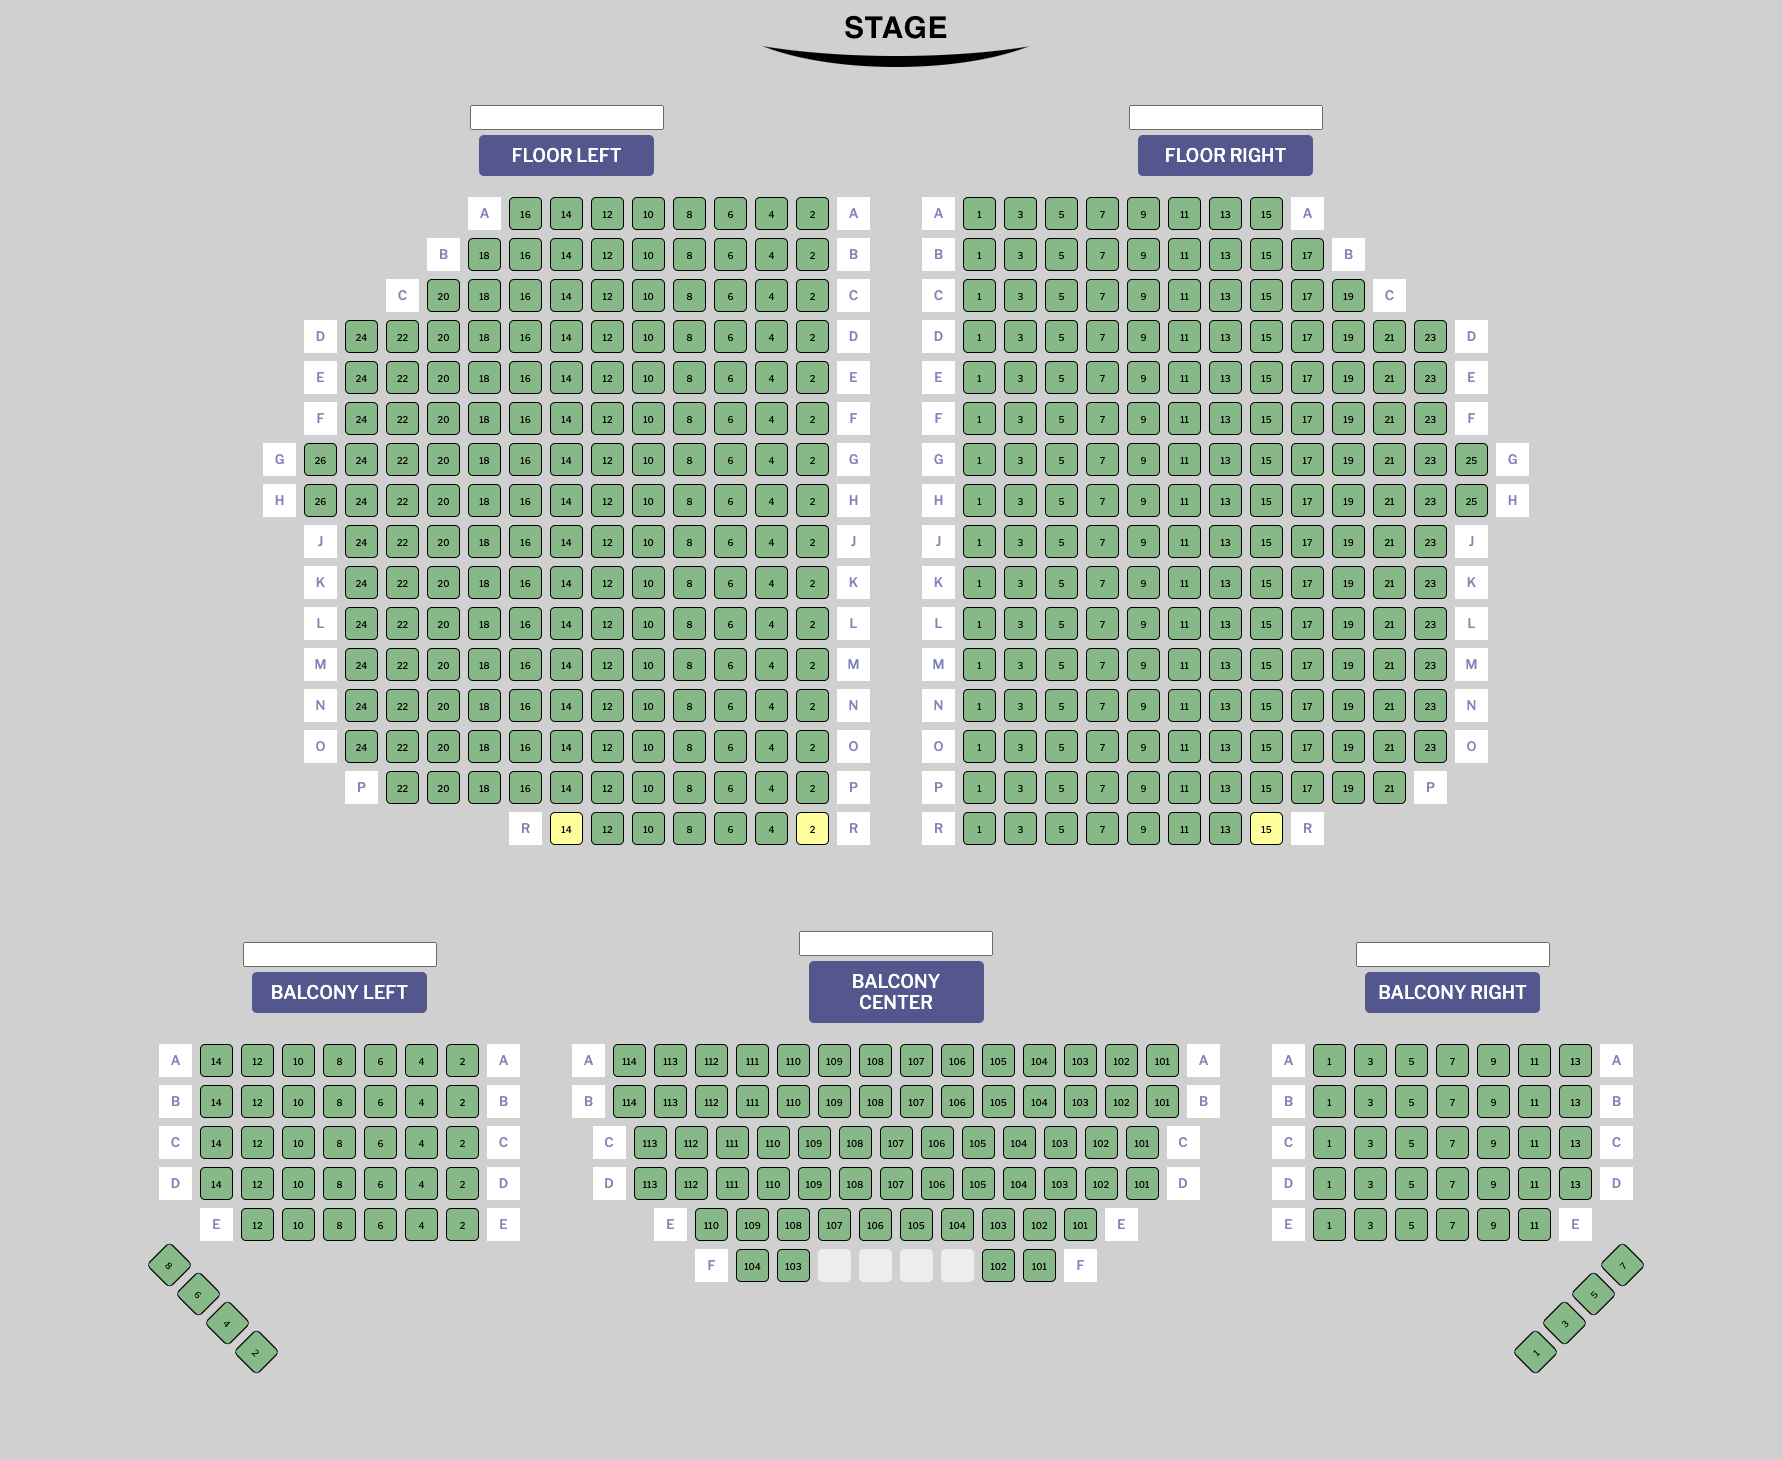 STAGE
FLOOR LEFT FLOOR RIGHT
A 16 14 12 10 8 6 4 2 A A 1 3 5 7 9 11 13 15 A
B 18 16 14 12 10 8 6 4 2 B B 1 3 5 7 9 11 13 15 17 B
C 20 18 16 14 12 10 8 6 4 2 C C 1 3 5 7 9 11 13 15 17 19 C
D 24 22 20 18 16 14 12 10 8 6 4 2 D D 1 3 5 7 9 11 13 15 17 19 21 23 D
E 24 22 20 18 16 14 12 10 8 6 4 2 E E 1 3 5 7 9 11 13 15 17 19 21 23 E
F 24 22 20 18 16 14 12 10 8 6 4 2 F F 1 3 5 7 9 11 13 15 17 19 21 23 F
G 26 24 22 20 18 16 14 12 10 8 6 4 2 G G 1 3 5 7 9 11 13 15 17 19 21 23 25 G
H 26 24 22 20 18 16 14 12 10 8 6 4 2 H H 1 3 5 7 9 11 13 15 17 19 21 23 25 H
J 24 22 20 18 16 14 12 10 8 6 4 2 J J 1 3 5 7 9 11 13 15 17 19 21 23 J
K 24 22 20 18 16 14 12 10 8 6 4 2 K K 1 3 5 7 9 11 13 15 17 19 21 23 K
L 24 22 20 18 16 14 12 10 8 6 4 2 L L 1 3 5 7 9 11 13 15 17 19 21 23 L
M 24 22 20 18 16 14 12 10 8 6 4 2 M M 1 3 5 7 9 11 13 15 17 19 21 23 M
N 24 22 20 18 16 14 12 10 8 6 4 2 N N 1 3 5 7 9 11 13 15 17 19 21 23 N
O 24 22 20 18 16 14 12 10 8 6 4 2 O O 1 3 5 7 9 11 13 15 17 19 21 23 O
P 22 20 18 16 14 12 10 8 6 4 2 P P 1 3 5 7 9 11 13 15 17 19 21 P
R 14 12 10 8 6 4 2 R R 1 3 5 7 9 11 13 15 R
BALCONY LEFT
BALCONY
CENTER
BALCONY RIGHT
A 14 12 10 8 6 4 2 A A 114 113 112 111 110 109 108 107 106 105 104 103 102 101 A A 1 3 5 7 9 11 13 A
B 14 12 10 8 6 4 2 B B 114 113 112 111 110 109 108 107 106 105 104 103 102 101 B B 1 3 5 7 9 11 13 B
C 14 12 10 8 6 4 2 C C 113 112 111 110 109 108 107 106 105 104 103 102 101 C C 1 3 5 7 9 11 13 C
D 14 12 10 8 6 4 2 D D 113 112 111 110 109 108 107 106 105 104 103 102 101 D D 1 3 5 7 9 11 13 D
E 12 10 8 6 4 2 E E 110 109 108 107 106 105 104 103 102 101 E E 1 3 5 7 9 11 E
8 F 104 103 102 101 F 7
6 5
4 3
2 1